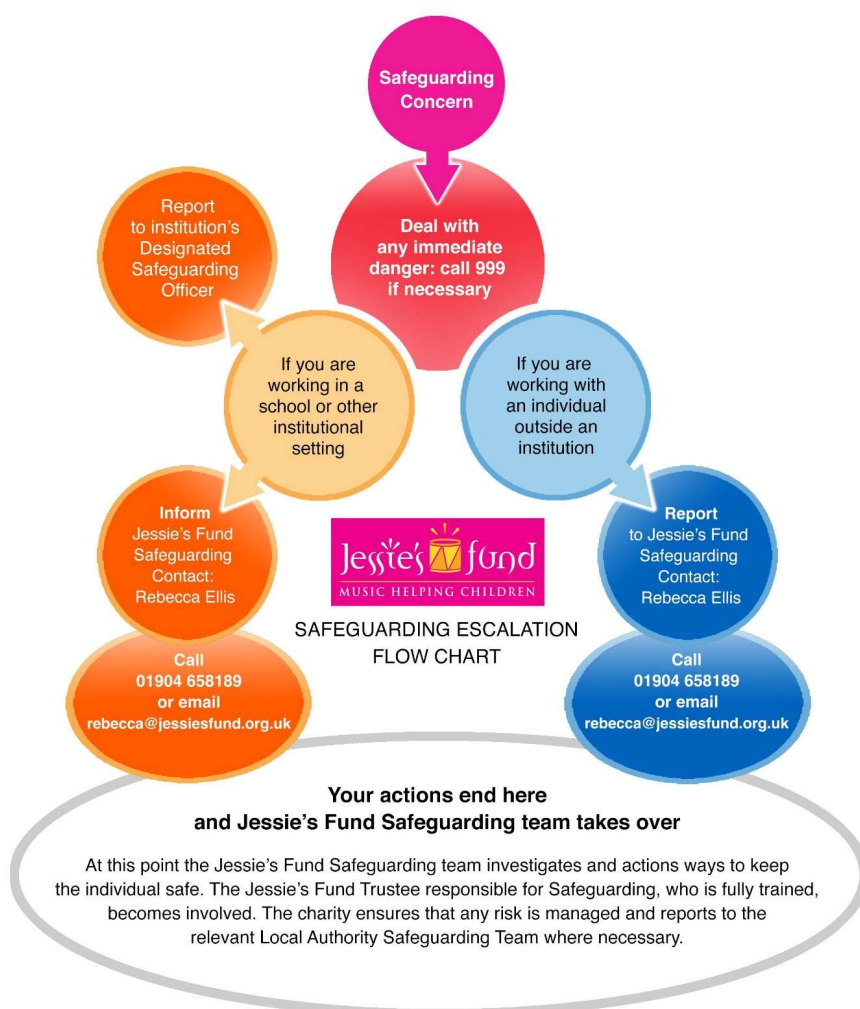 Safeguarding
Concern
Deal with
any immediate
danger: call 999
if necessary
Report
to institution's
Designated
Safeguarding
Officer
If you are
working in a
school or other
institutional
setting
If you are
working with
an individual
outside an
institution
Inform
Jessie's Fund
Safeguarding
Contact:
Rebecca Ellis
Call
01904 658189
or email
rebecca@jessiesfund.org.uk
Jessie's fund
MUSIC HELPING CHILDREN
SAFEGUARDING ESCALATION
FLOW CHART
Report
to Jessie's Fund
Safeguarding
Contact:
Rebecca Ellis
Call
01904 658189
or email
rebecca@jessiesfund.org.uk
Your actions end here
and Jessie's Fund Safeguarding team takes over
At this point the Jessie's Fund Safeguarding team investigates and actions ways to keep
the individual safe. The Jessie's Fund Trustee responsible for Safeguarding, who is fully trained,
becomes involved. The charity ensures that any risk is managed and reports to the
relevant Local Authority Safeguarding Team where necessary.